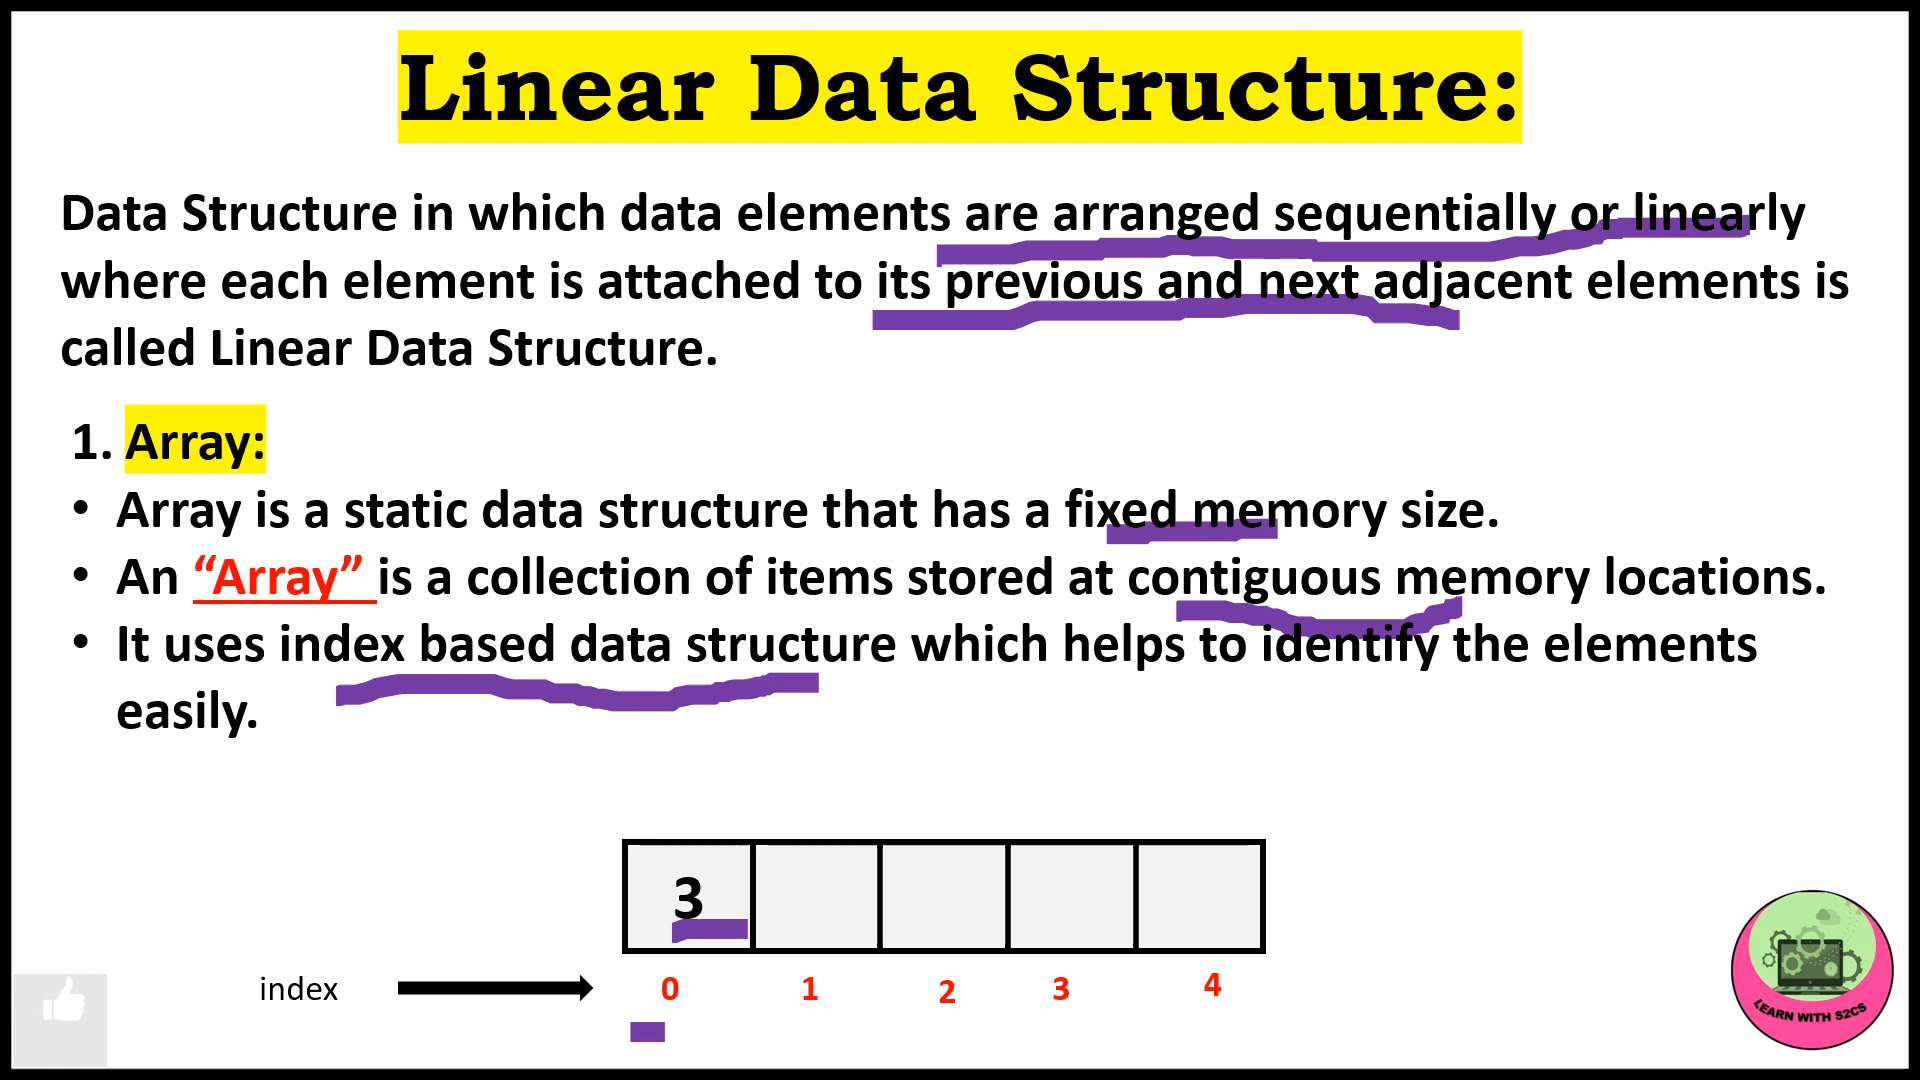 Linear Data Structure:
Data Structure in which data elements are arranged sequentially or linearly
where each element is attached to its previous and next adjacent elements is
called Linear Data Structure.
1. Array:
• Array is a static data structure that has a fixed memory size.
• An “Array” is a collection of items stored at contiguous memory locations.
• It uses index based data structure which helps to identify the elements
easily.
3
index 0 1 2 3 4
LEARN WITH S2CS